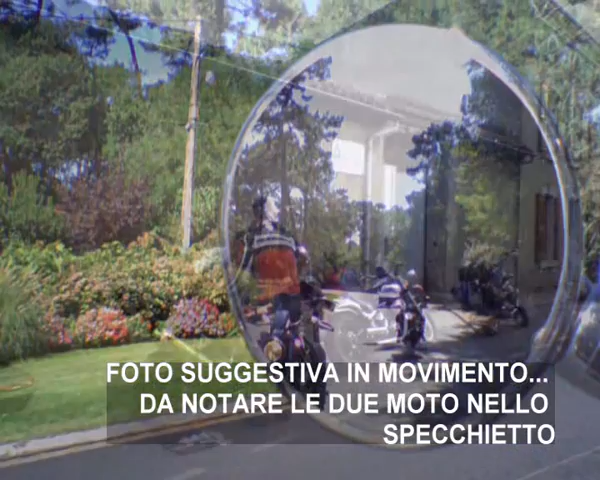 FOTO SUGGESTIVA IN MOVIMENTO...
DA NOTARE LE DUE MOTO NELLO
SPECCHIETTO